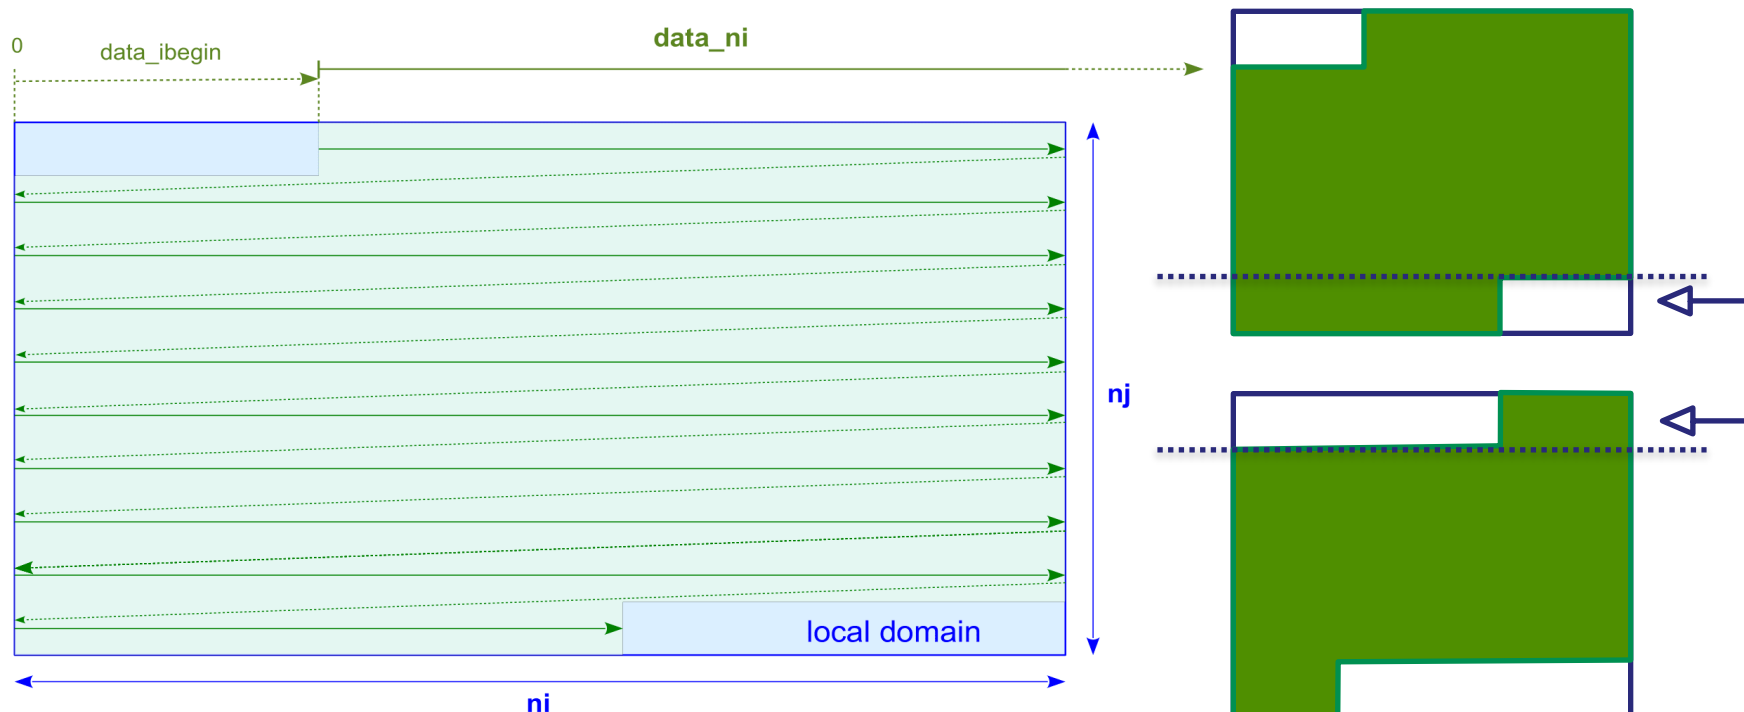 0
data_ibegin
data_ni
nj
local domain
ni